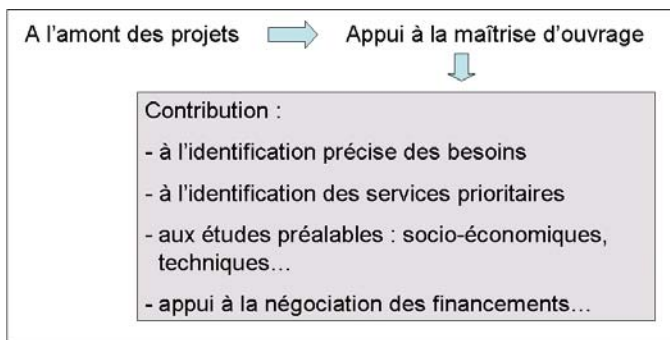 A l'amont des projets Appui à la maîtrise d'ouvrage
Contribution :
- à l'identification précise des besoins
- à l'identification des services prioritaires
- aux études préalables : socio-économiques,
techniques…
- appui à la négociation des financements…